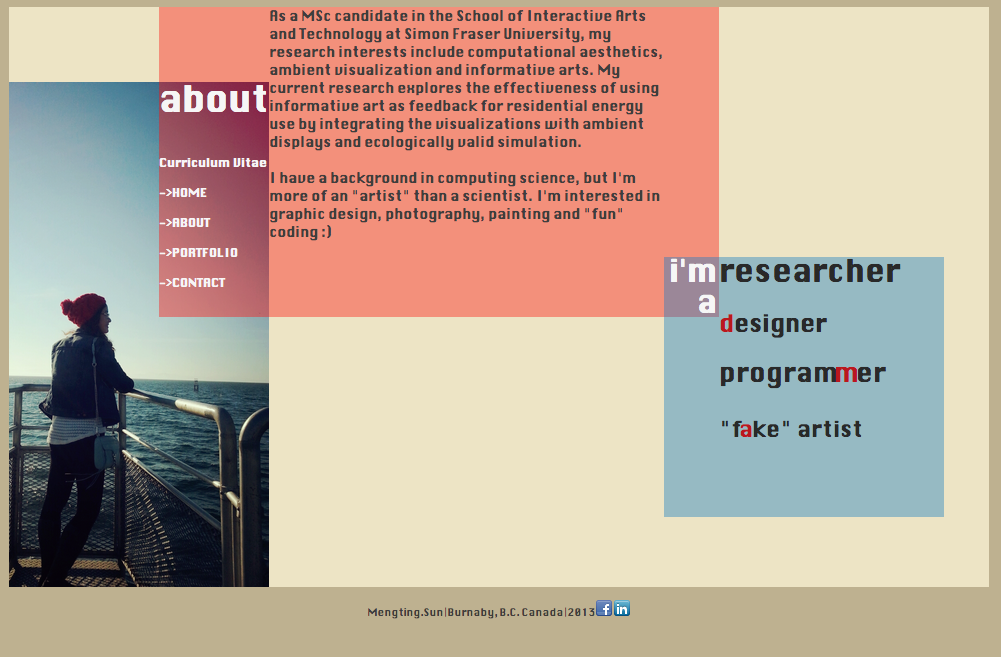 As a MSc candidate in the School of Interactive Arts
and Technology at Simon Fraser University, my
research interests include computational aesthetics,
ambient visualization and informative arts. My
current research explores the effectiveness of using
informative art as feedback for residential energy
use by integrating the visualizations with ambient
displays and ecologically valid simulation.
I have a background in computing science, but I'm
more of an "artist" than a scientist. I'm interested in
graphic design, photography, painting and "fun"
coding :)
about
Curriculum Vitae
->HOME
->ABOUT
->PORTFOLIO
->CONTACT
i'm researcher
a
designer
programmer
"fake" artist
Mengting.Sun|Burnaby, B.C. Canada|2013 f in